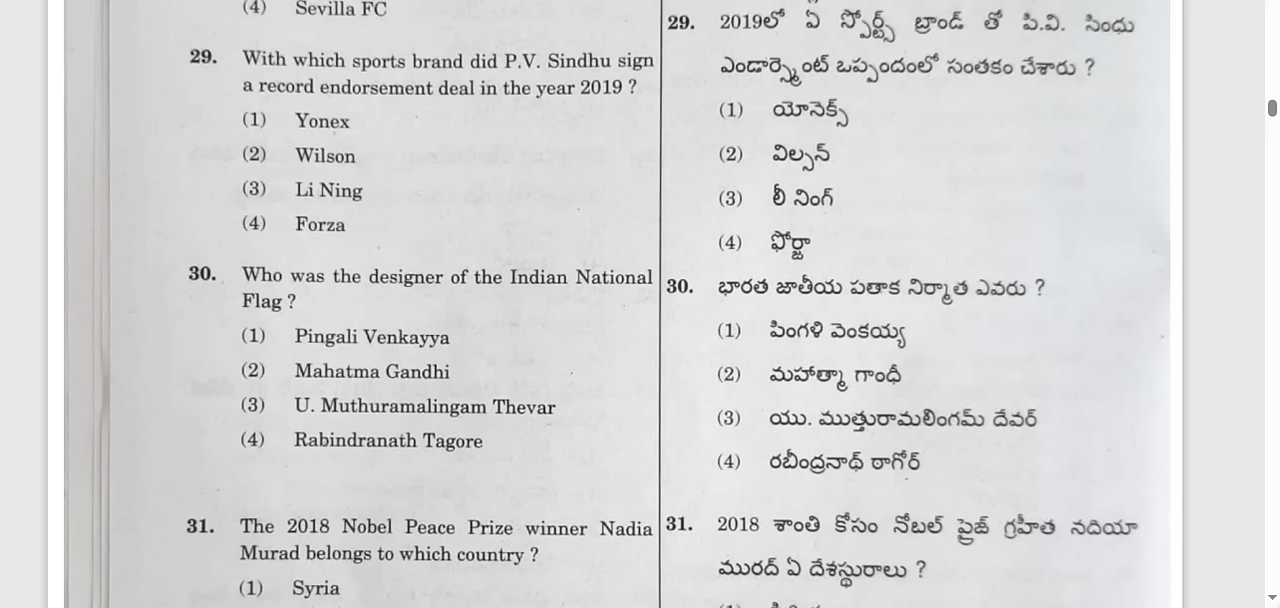 (4) Sevilla FC
29. With which sports brand did P.V. Sindhu sign
a record endorsement deal in the year 2019 ?
(1) Yonex
(2) Wilson
(3) Li Ning
(4) Forza
30. Who was the designer of the Indian National
Flag ?
(1) Pingali Venkayya
(2) Mahatma Gandhi
(3) U. Muthuramalingam Thevar
(4) Rabindranath Tagore
31. The 2018 Nobel Peace Prize winner Nadia
Murad belongs to which country ?
(1) Syria
29. 2019లో ఏ స్పోర్ట్స్ బ్రాండ్ తో పి.వి. సింధు
ఎండార్స్మెంట్ ఒప్పందంలో సంతకం చేశారు ?
(1) యోనెక్స్
(2) విల్సన్
(3) లీ నింగ్
(4) ఫోర్జా
30. భారత జాతీయ పతాక నిర్మాత ఎవరు ?
(1) పింగళి వెంకయ్య
(2) మహాత్మా గాంధీ
(3) యు. ముత్తురామలింగమ్ దేవర్
(4) రబీంద్రనాథ్ ఠాగోర్
31. 2018 శాంతి కోసం నోబల్ ప్రైజ్ గ్రహీత నదియా
మురద్ ఏ దేశస్థురాలు ?